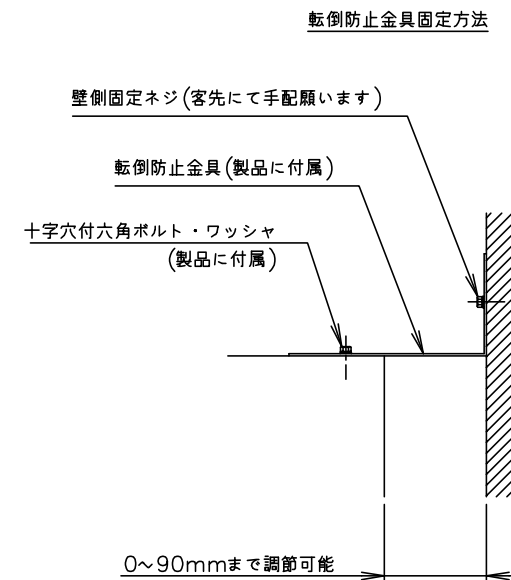 転倒防止金具固定方法
壁側固定ネジ(客先にて手配願います)
転倒防止金具(製品に付属)
十字穴付六角ボルト・ワッシャ
(製品に付属)
0~90mmまで調節可能